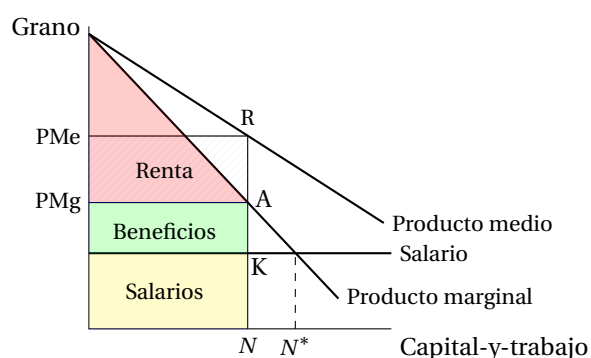 Grano
R
PMe
Renta
PMg
A
Producto medio
Beneficios
Salario
K
Salarios
Producto marginal
N
N*
Capital-y-trabajo